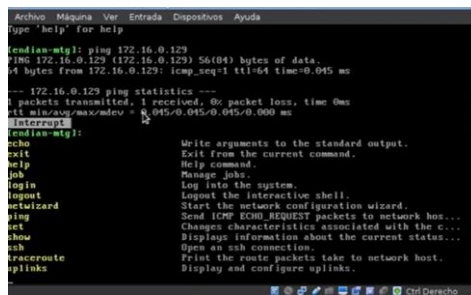 Archivo Máquina Ver Entrada Dispositivos Ayuda
Type 'help' for help
[endian-mtg]: ping 172.16.0.129
PING 172.16.0.129 (172.16.0.129) 56(84) bytes of data.
64 bytes from 172.16.0.129: icmp_seq=1 ttl=64 time=0.045 ms
--- 172.16.0.129 ping statistics ---
1 packets transmitted, 1 received, 0% packet loss, time 0ms
rtt min/avg/max/mdev = 0.045/0.045/0.045/0.000 ms
Interrupt
[endian-mtg]:
echo Write arguments to the standard output.
exit Exit from the current command.
help Help command.
job Manage jobs.
login Log into the system.
logout Logout the interactive shell.
netwizard Start the network configuration wizard.
ping Send ICMP ECHO_REQUEST packets to network hos...
set Changes characteristics associated with the c...
show Displays information about the current status...
ssh Open an ssh connection.
traceroute Print the route packets take to network host.
uplinks Display and configure uplinks.
Ctrl Derecho